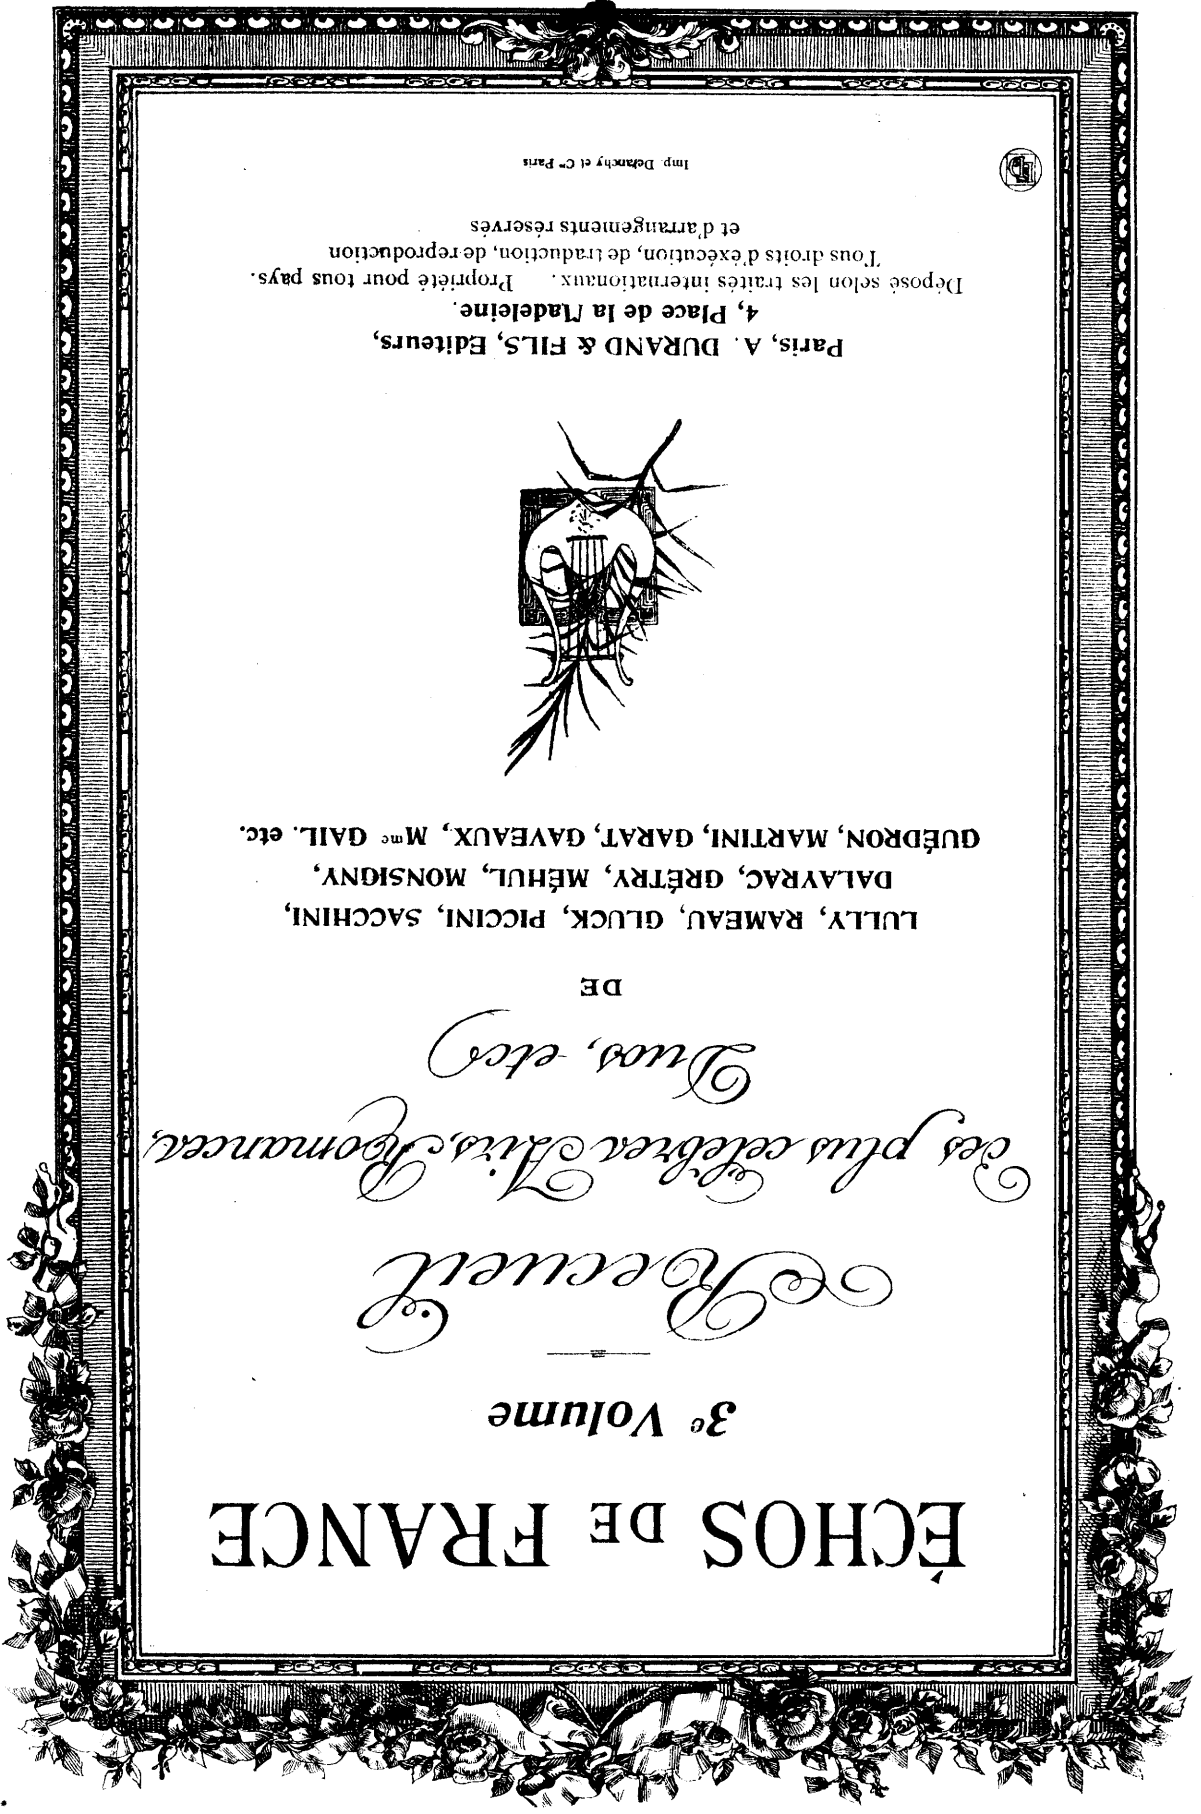 ÉCHOS DE FRANCE
3e Volume
Recueil
des plus célèbres Airs, Romances,
Duos, etc
DE
LULLY, RAMEAU, GLUCK, PICCINI, SACCHINI,
DALAYRAC, GRÉTRY, MÉHUL, MONSIGNY,
QUÉDRON, MARTINI, GARAT, GAVEAUX, Mme GAIL. etc.
Paris, A. DURAND & FILS, Editeurs,
4, Place de la Madeleine.
Déposé selon les traités internationaux. Propriété pour tous pays.
Tous droits d'exécution, de traduction, de reproduction
et d'arrangements réservés
Imp. Delanchy et Cie Paris